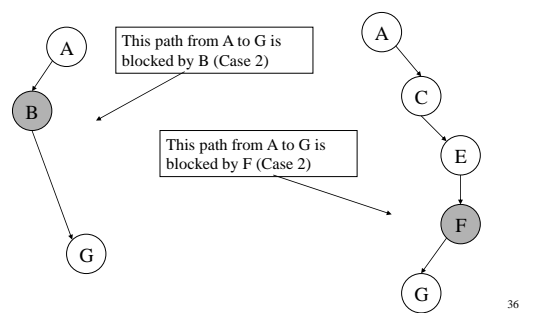 A
This path from A to G is
blocked by B (Case 2)
A
B
C
This path from A to G is
blocked by F (Case 2)
E
F
G
G
36